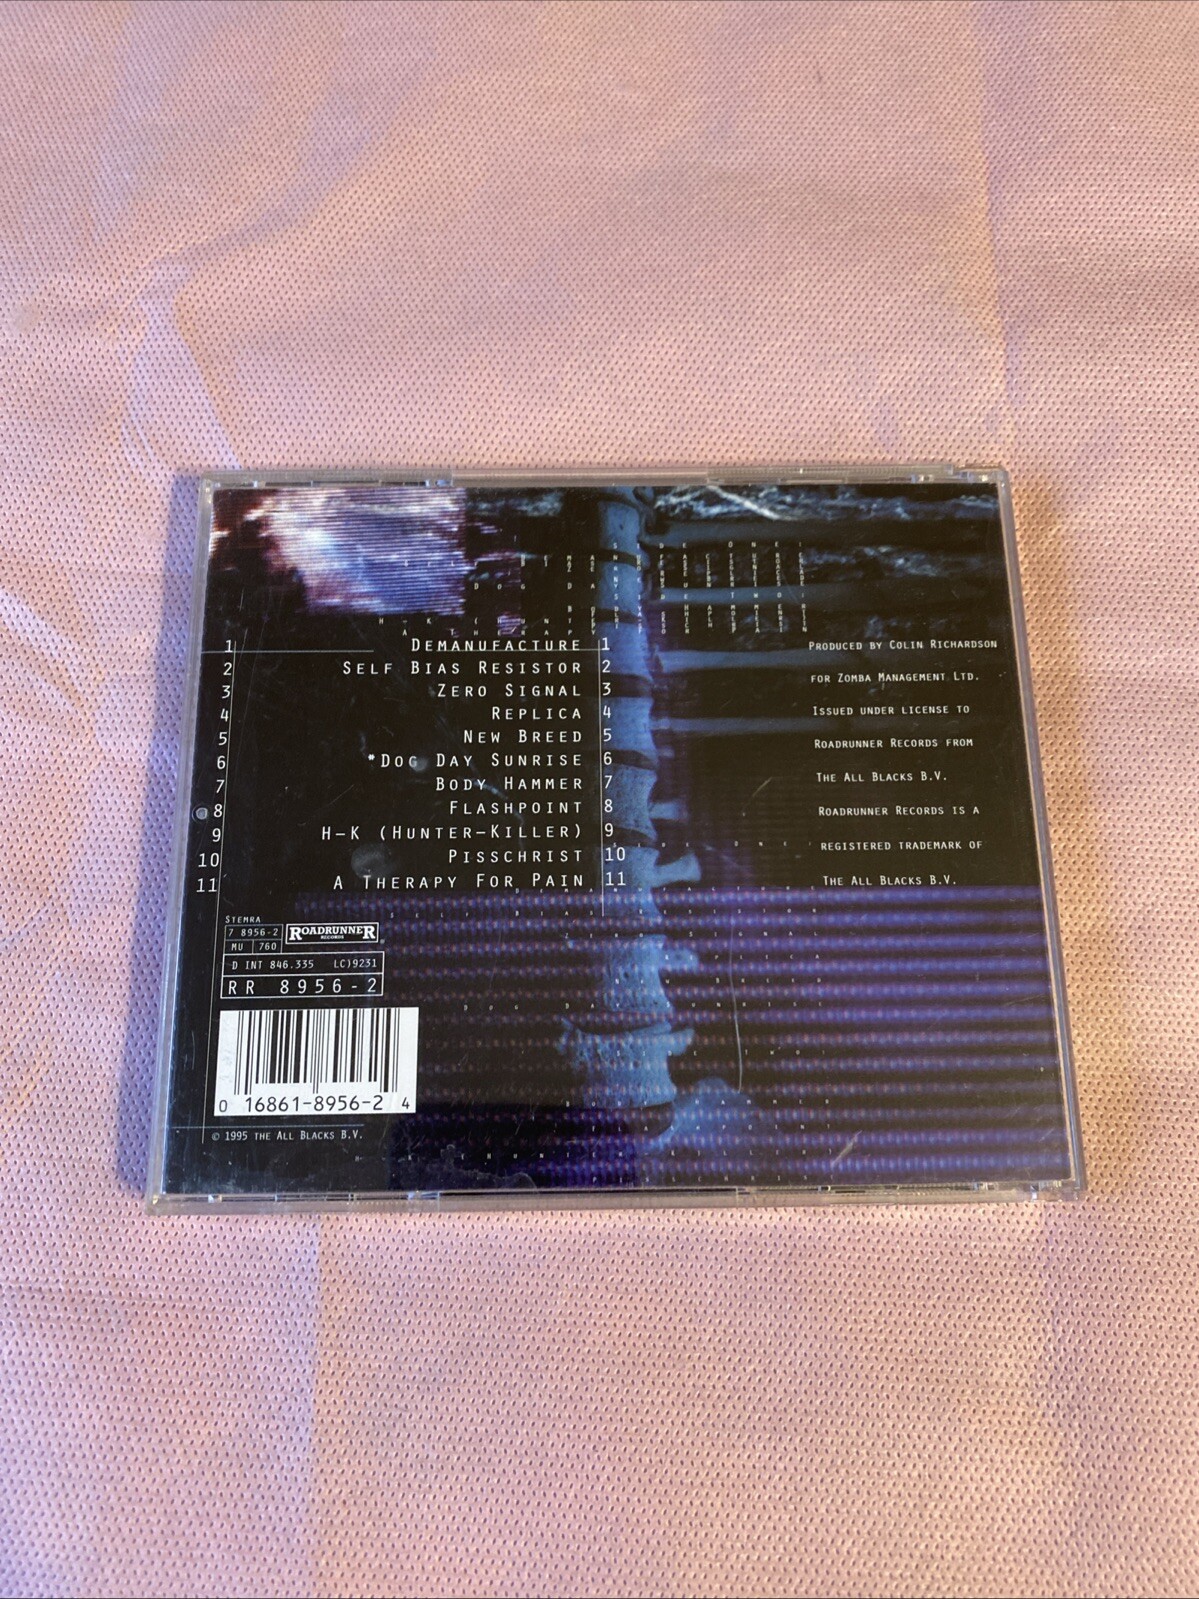 1 DEMANUFACTURE 1
2 SELF BIAS RESISTOR 2
3 ZERO SIGNAL 3
4 REPLICA 4
5 NEW BREED 5
6 *DOG DAY SUNRISE 6
7 BODY HAMMER 7
8 FLASHPOINT 8
9 H-K (HUNTER-KILLER) 9
10 PISSCHRIST 10
11 A THERAPY FOR PAIN 11
PRODUCED BY COLIN RICHARDSON
FOR ZOMBA MANAGEMENT LTD.
ISSUED UNDER LICENSE TO
ROADRUNNER RECORDS FROM
THE ALL BLACKS B.V.
ROADRUNNER RECORDS IS A
REGISTERED TRADEMARK OF
THE ALL BLACKS B.V.
STEMRA
7 8956-2
MU 760
ROADRUNNER
RECORDS
D INT 846.335 LC)9231
RR 8956-2
0 16861-8956-2 4
© 1995 THE ALL BLACKS B.V.